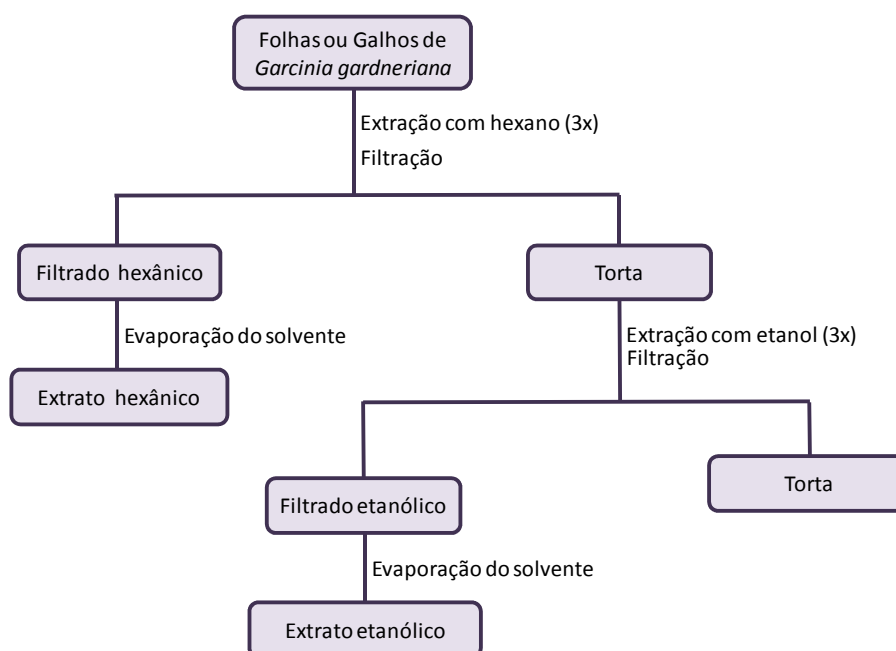 Folhas ou Galhos de
Garcinia gardneriana
Extração com hexano (3x)
Filtração
Filtrado hexânico
Torta
Evaporação do solvente
Extração com etanol (3x)
Filtração
Extrato hexânico
Filtrado etanólico
Torta
Evaporação do solvente
Extrato etanólico